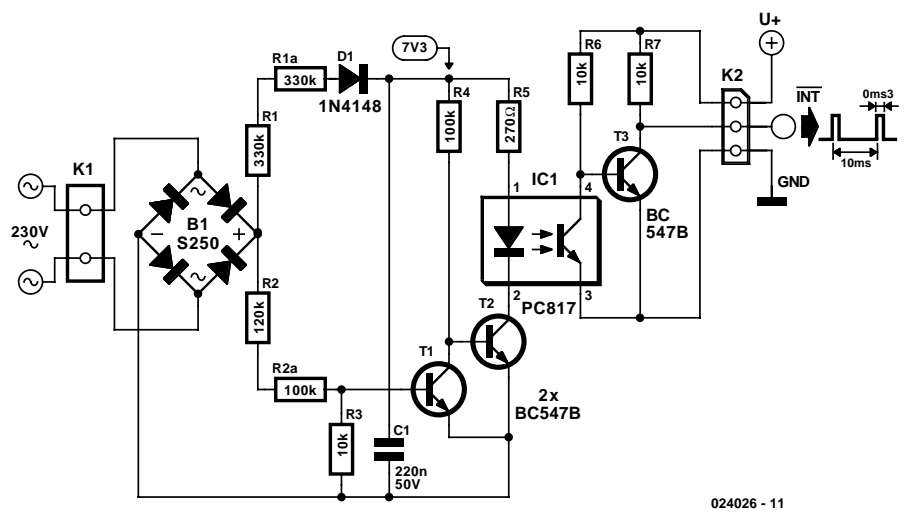 K1
230V
~
B1
S250
~
~
−
+
R1a
330k
R1
330k
D1
1N4148
R2
120k
R2a
100k
R3
10k
C1
220n
50V
7V3
R4
100k
R5
270Ω
T1
T2
2x
BC547B
IC1
1
4
2
3
PC817
R6
10k
R7
10k
T3
BC
547B
K2
U+
INT
0ms3
10ms
GND
024026 - 11